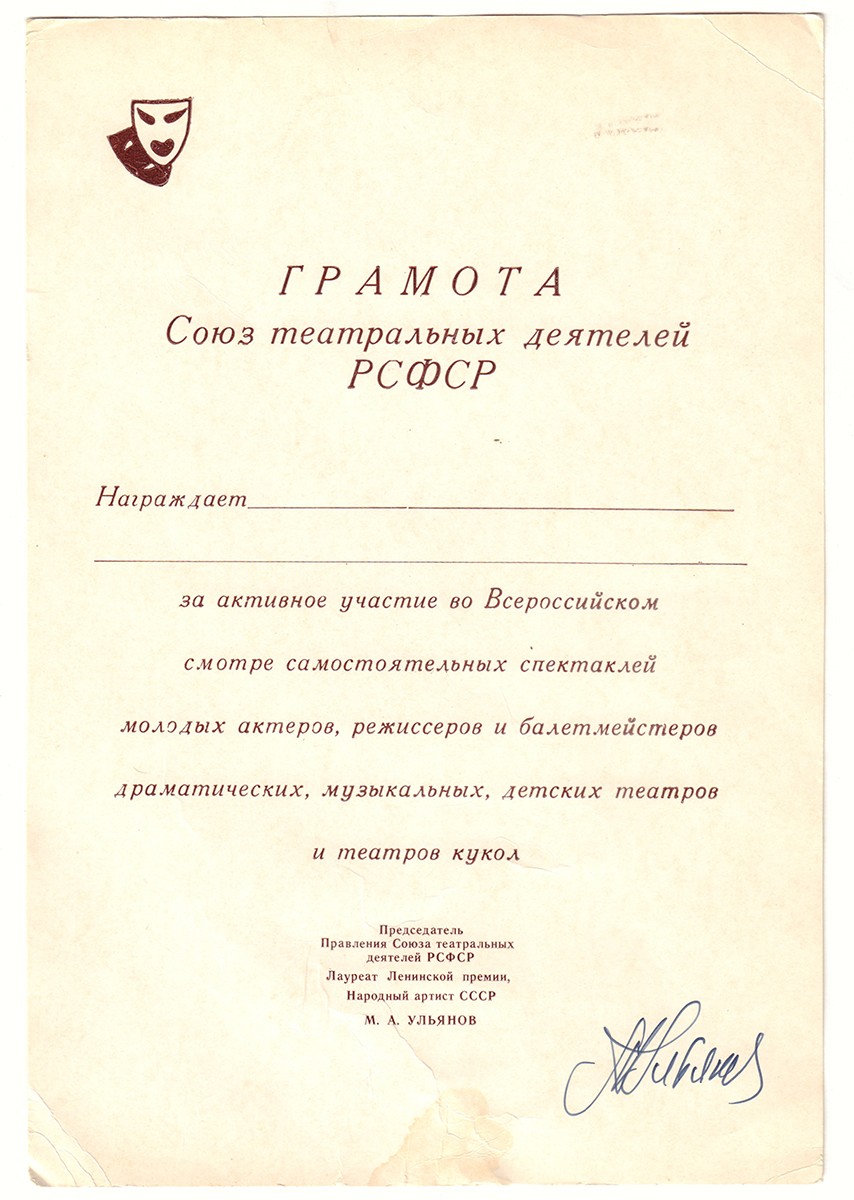 ГРАМОТА
Союз театральных деятелей
РСФСР
Награждает
за активное участие во Всероссийском
смотре самостоятельных спектаклей
молодых актеров, режиссеров и балетмейстеров
драматических, музыкальных, детских театров
и театров кукол
Председатель
Правления Союза театральных
деятелей РСФСР
Лауреат Ленинской премии,
Народный артист СССР
М. А. УЛЬЯНОВ